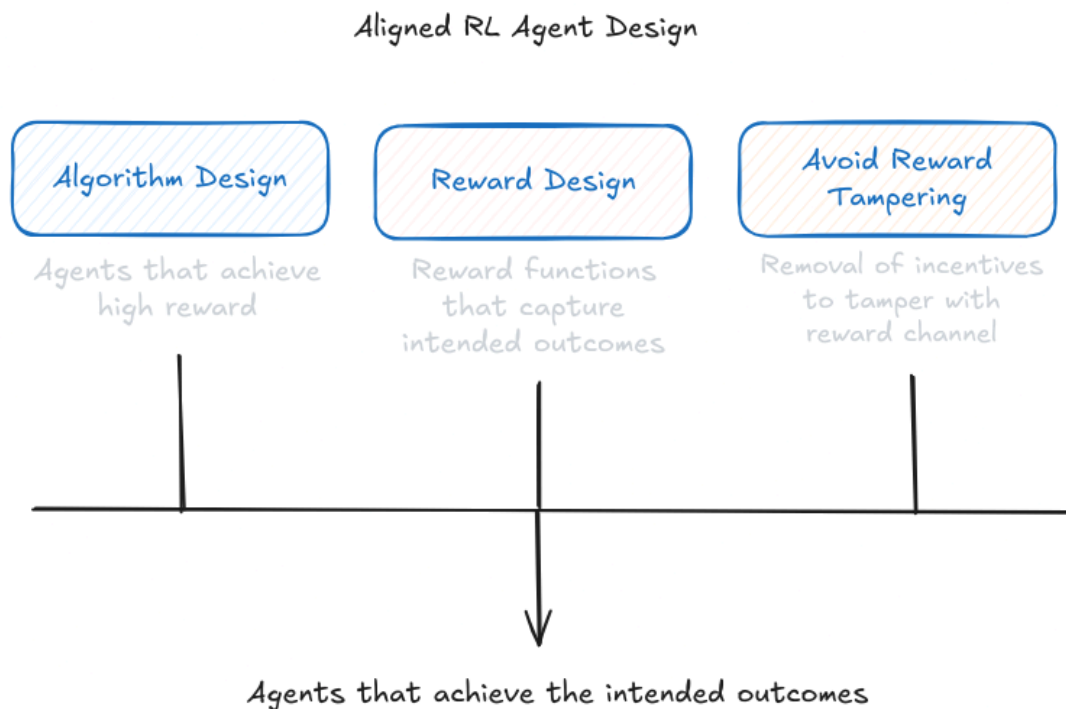 Aligned RL Agent Design
Algorithm Design
Reward Design
Avoid Reward
Tampering
Agents that achieve
high reward
Reward functions
that capture
intended outcomes
Removal of incentives
to tamper with
reward channel
Agents that achieve the intended outcomes